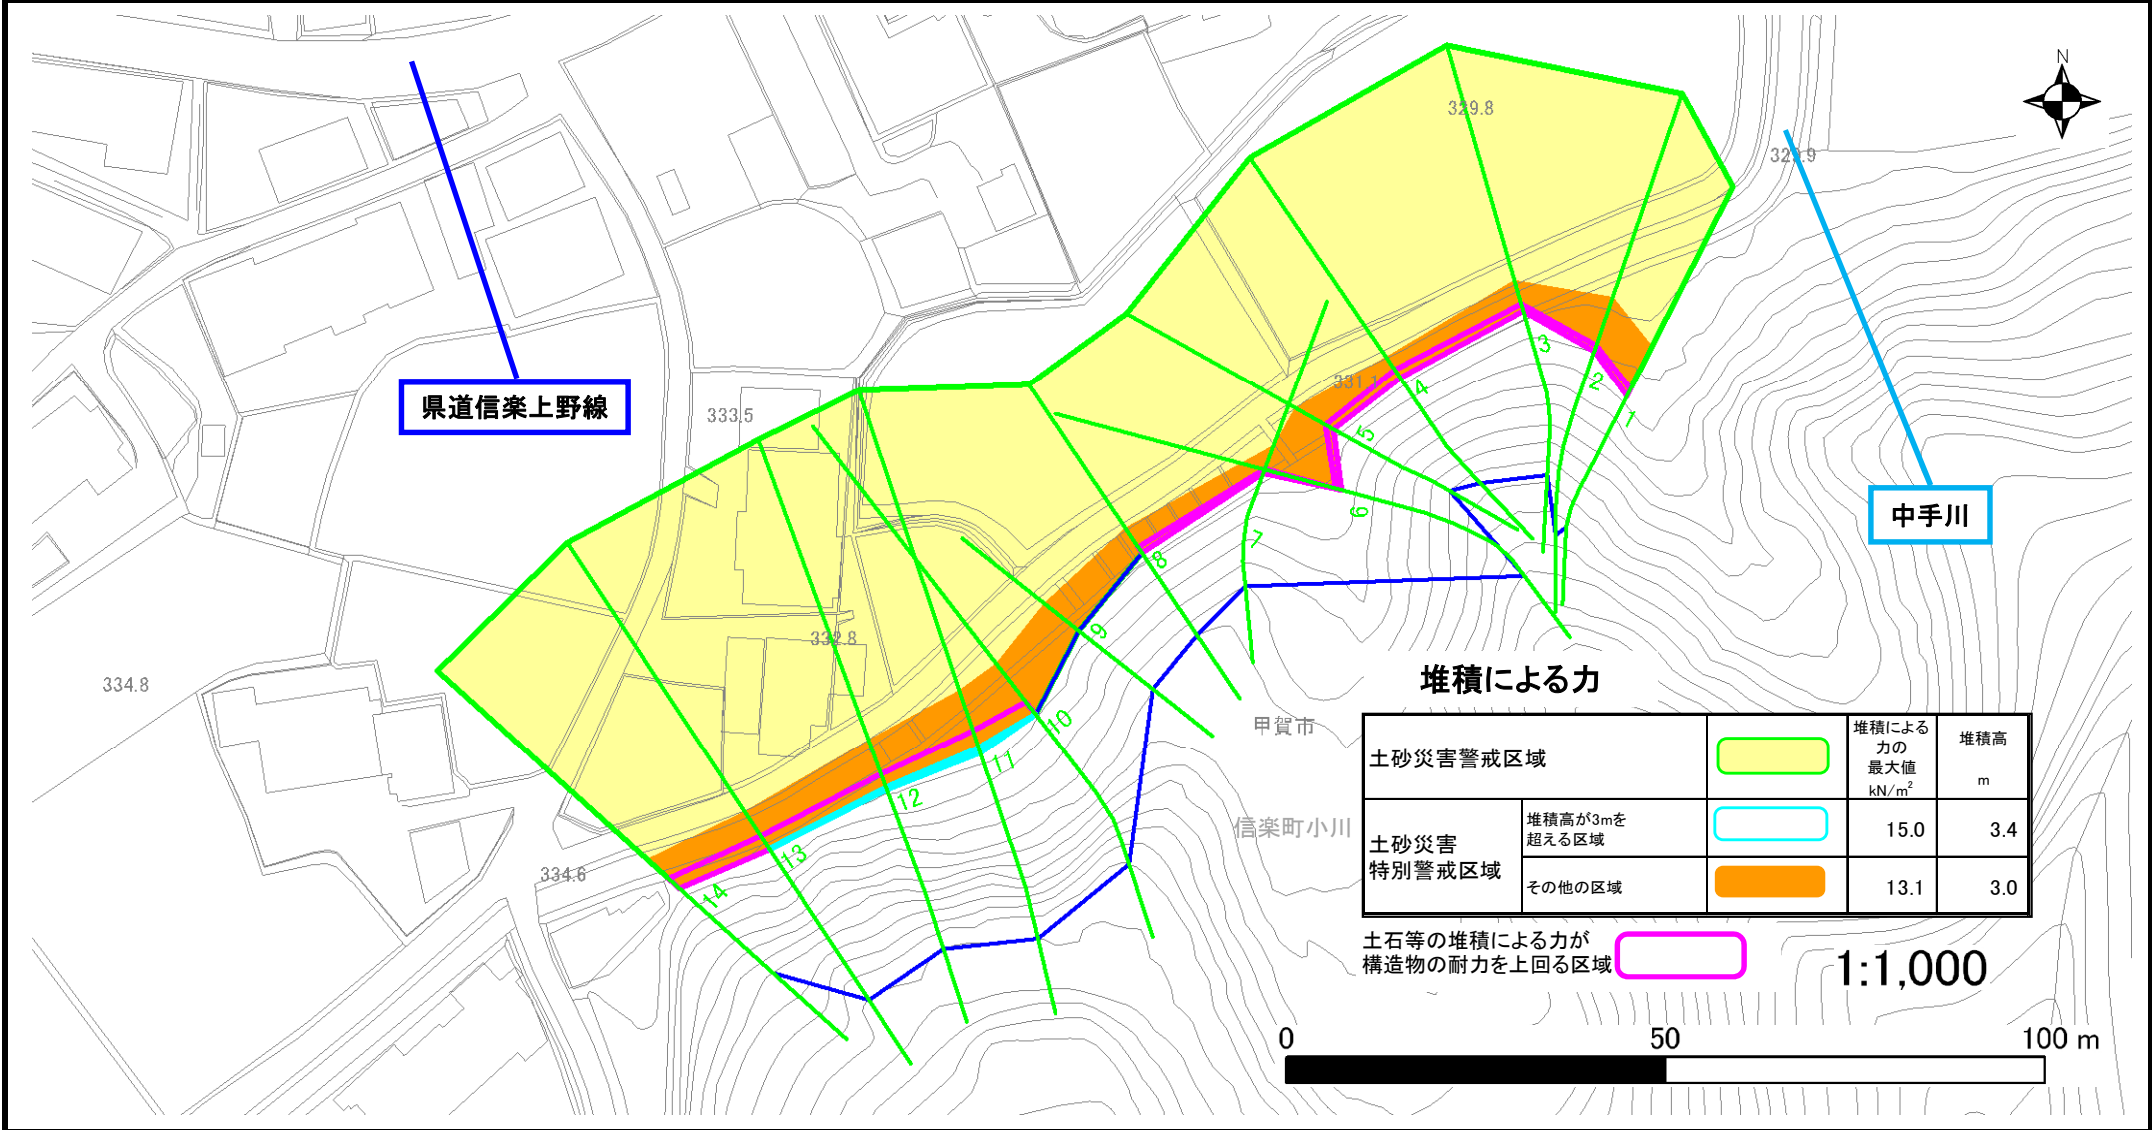 N
329.8
329.9
県道信楽上野線
333.5
331.1
3
2
1
4
5
6
7
8
9
10
11
12
13
14
中手川
332.8
334.8
334.6
甲賀市
信楽町小川
堆積による力
土砂災害警戒区域
堆積による
力の
最大値
kN/m²
堆積高
m
土砂災害
特別警戒区域
堆積高が3mを
超える区域
15.0 3.4
その他の区域
13.1 3.0
土石等の堆積による力が
構造物の耐力を上回る区域
1:1,000
0 50 100 m